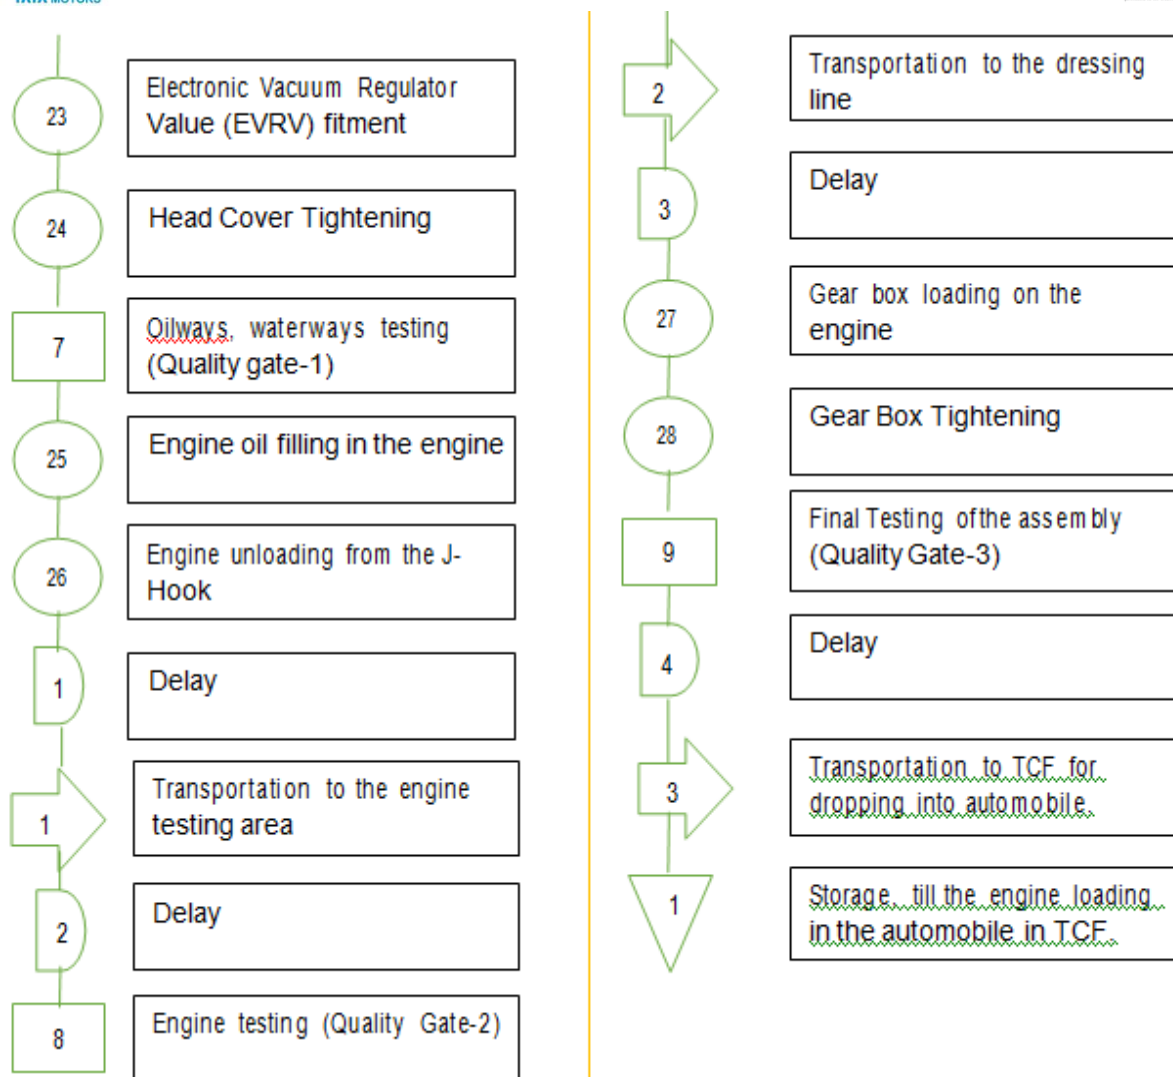 TATA MOTORS
23
Electronic Vacuum Regulator
Value (EVRV) fitment
24
Head Cover Tightening
7
Oilways, waterways testing
(Quality gate-1)
25
Engine oil filling in the engine
26
Engine unloading from the J-
Hook
1
Delay
1
Transportation to the engine
testing area
2
Delay
8
Engine testing (Quality Gate-2)
2
Transportation to the dressing
line
3
Delay
27
Gear box loading on the
engine
28
Gear Box Tightening
9
Final Testing of the assembly
(Quality Gate-3)
4
Delay
3
Transportation to TCF for
dropping into automobile.
1
Storage, till the engine loading
in the automobile in TCF.